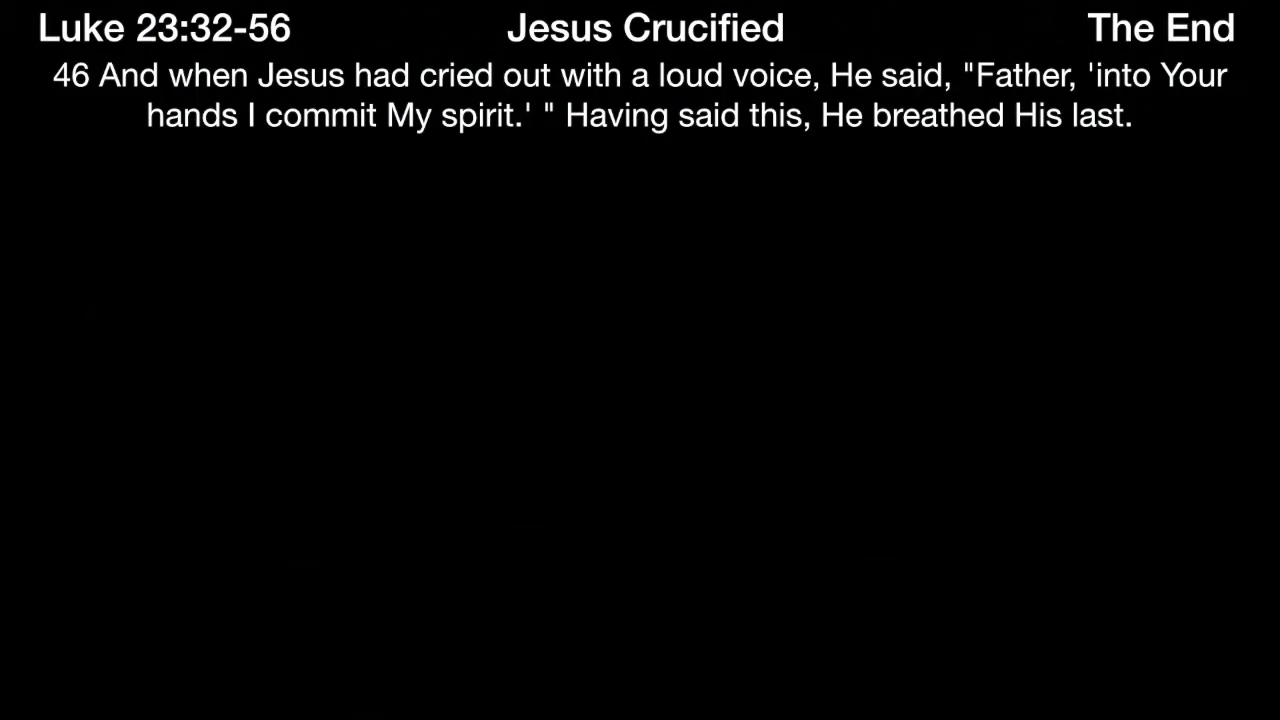 Luke 23:32-56 Jesus Crucified The End
46 And when Jesus had cried out with a loud voice, He said, "Father, 'into Your
hands I commit My spirit.' " Having said this, He breathed His last.